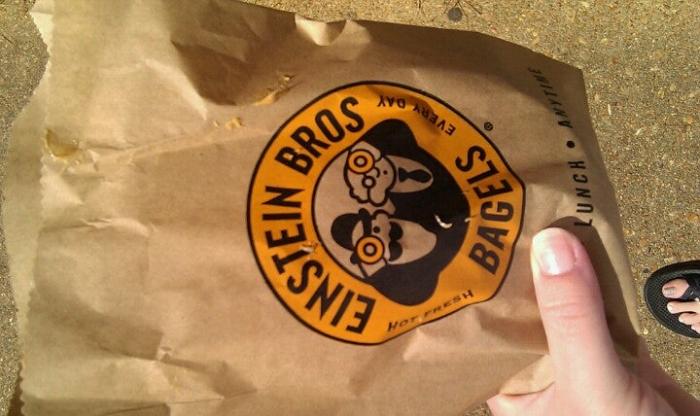 EINSTEIN BROS
BAGELS
®
HOT FRESH
EVERY DAY
LUNCH • ANYTIME